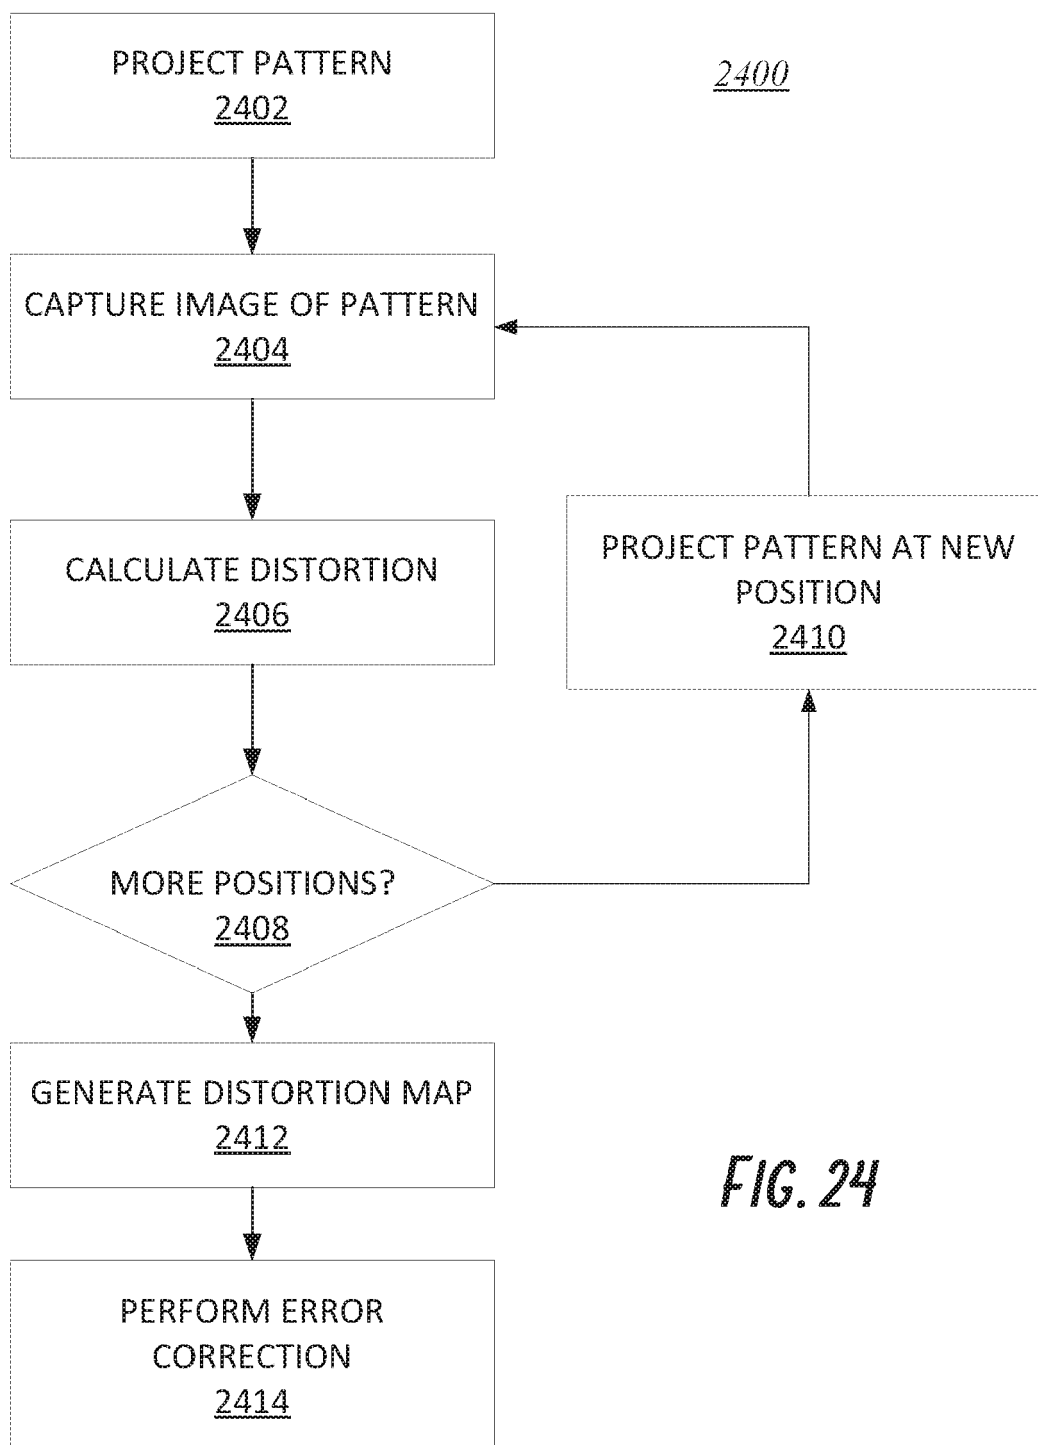 PROJECT PATTERN
2402
2400
CAPTURE IMAGE OF PATTERN
2404
CALCULATE DISTORTION
2406
PROJECT PATTERN AT NEW
POSITION
2410
MORE POSITIONS?
2408
GENERATE DISTORTION MAP
2412
FIG. 24
PERFORM ERROR
CORRECTION
2414